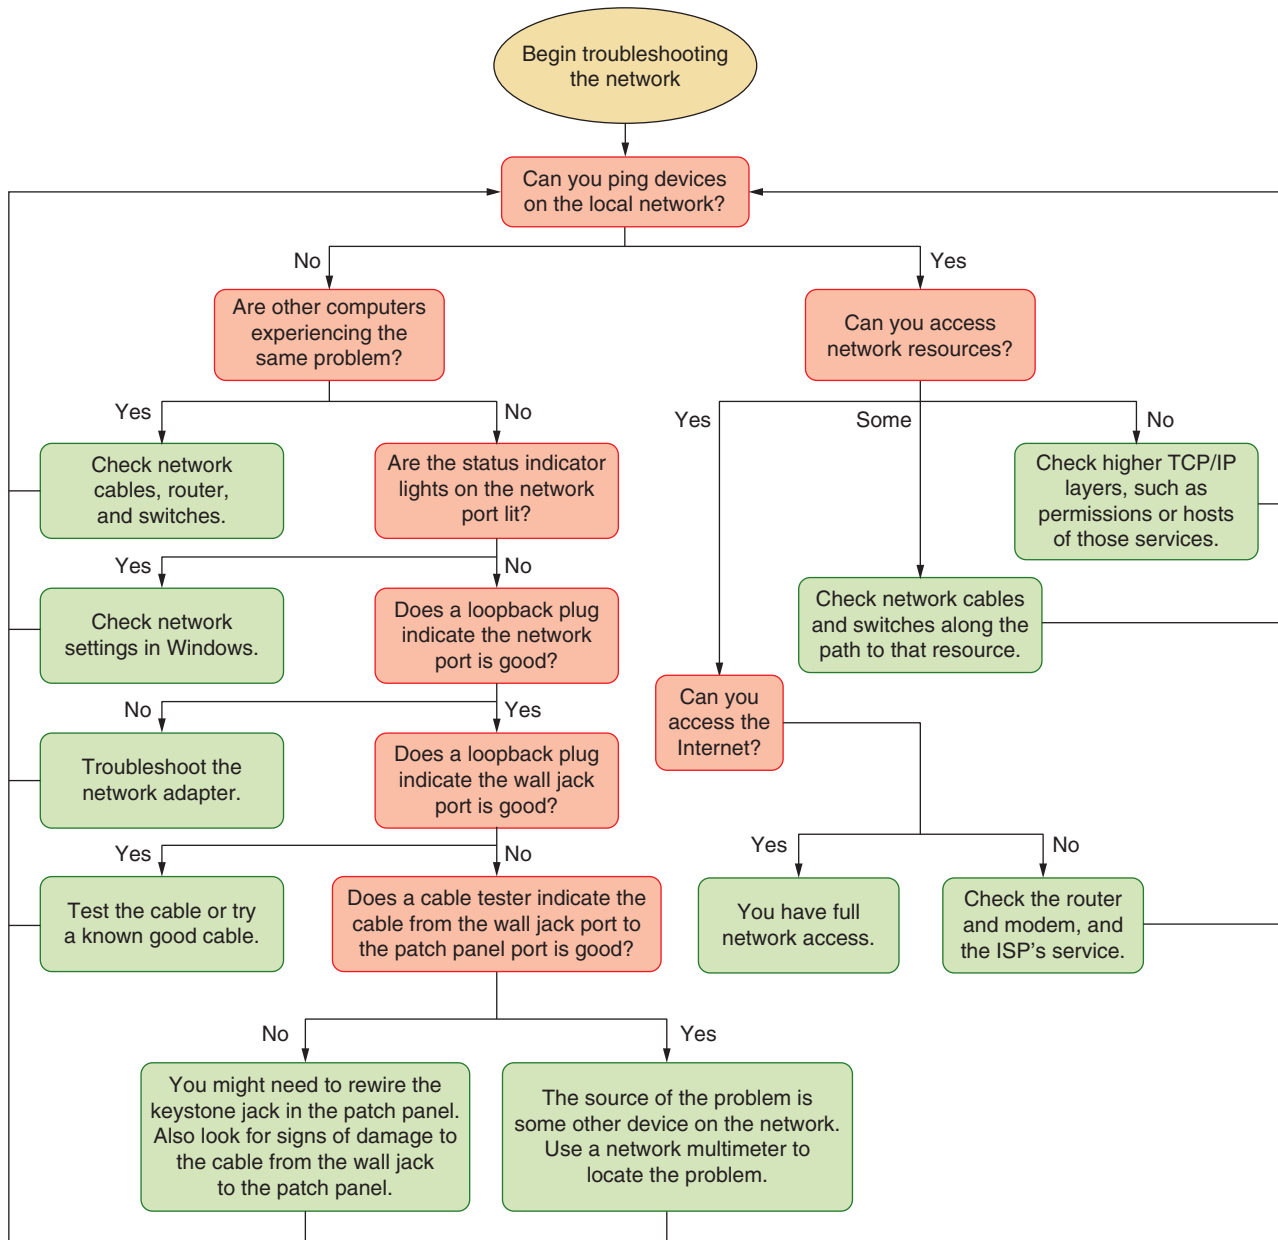 Begin troubleshooting
the network
Can you ping devices
on the local network?
No
Yes
Are other computers
experiencing the
same problem?
Can you access
network resources?
Yes
No
Yes
Some
No
Check network
cables, router,
and switches.
Are the status indicator
lights on the network
port lit?
Check higher TCP/IP
layers, such as
permissions or hosts
of those services.
Yes
No
Check network
settings in Windows.
Does a loopback plug
indicate the network
port is good?
Check network cables
and switches along the
path to that resource.
Can you
access the
Internet?
No
Yes
Troubleshoot the
network adapter.
Does a loopback plug
indicate the wall jack
port is good?
Yes
No
Yes
No
Test the cable or try
a known good cable.
Does a cable tester indicate the
cable from the wall jack port to
the patch panel port is good?
You have full
network access.
Check the router
and modem, and
the ISP's service.
No
Yes
You might need to rewire the
keystone jack in the patch panel.
Also look for signs of damage to
the cable from the wall jack
to the patch panel.
The source of the problem is
some other device on the network.
Use a network multimeter to
locate the problem.